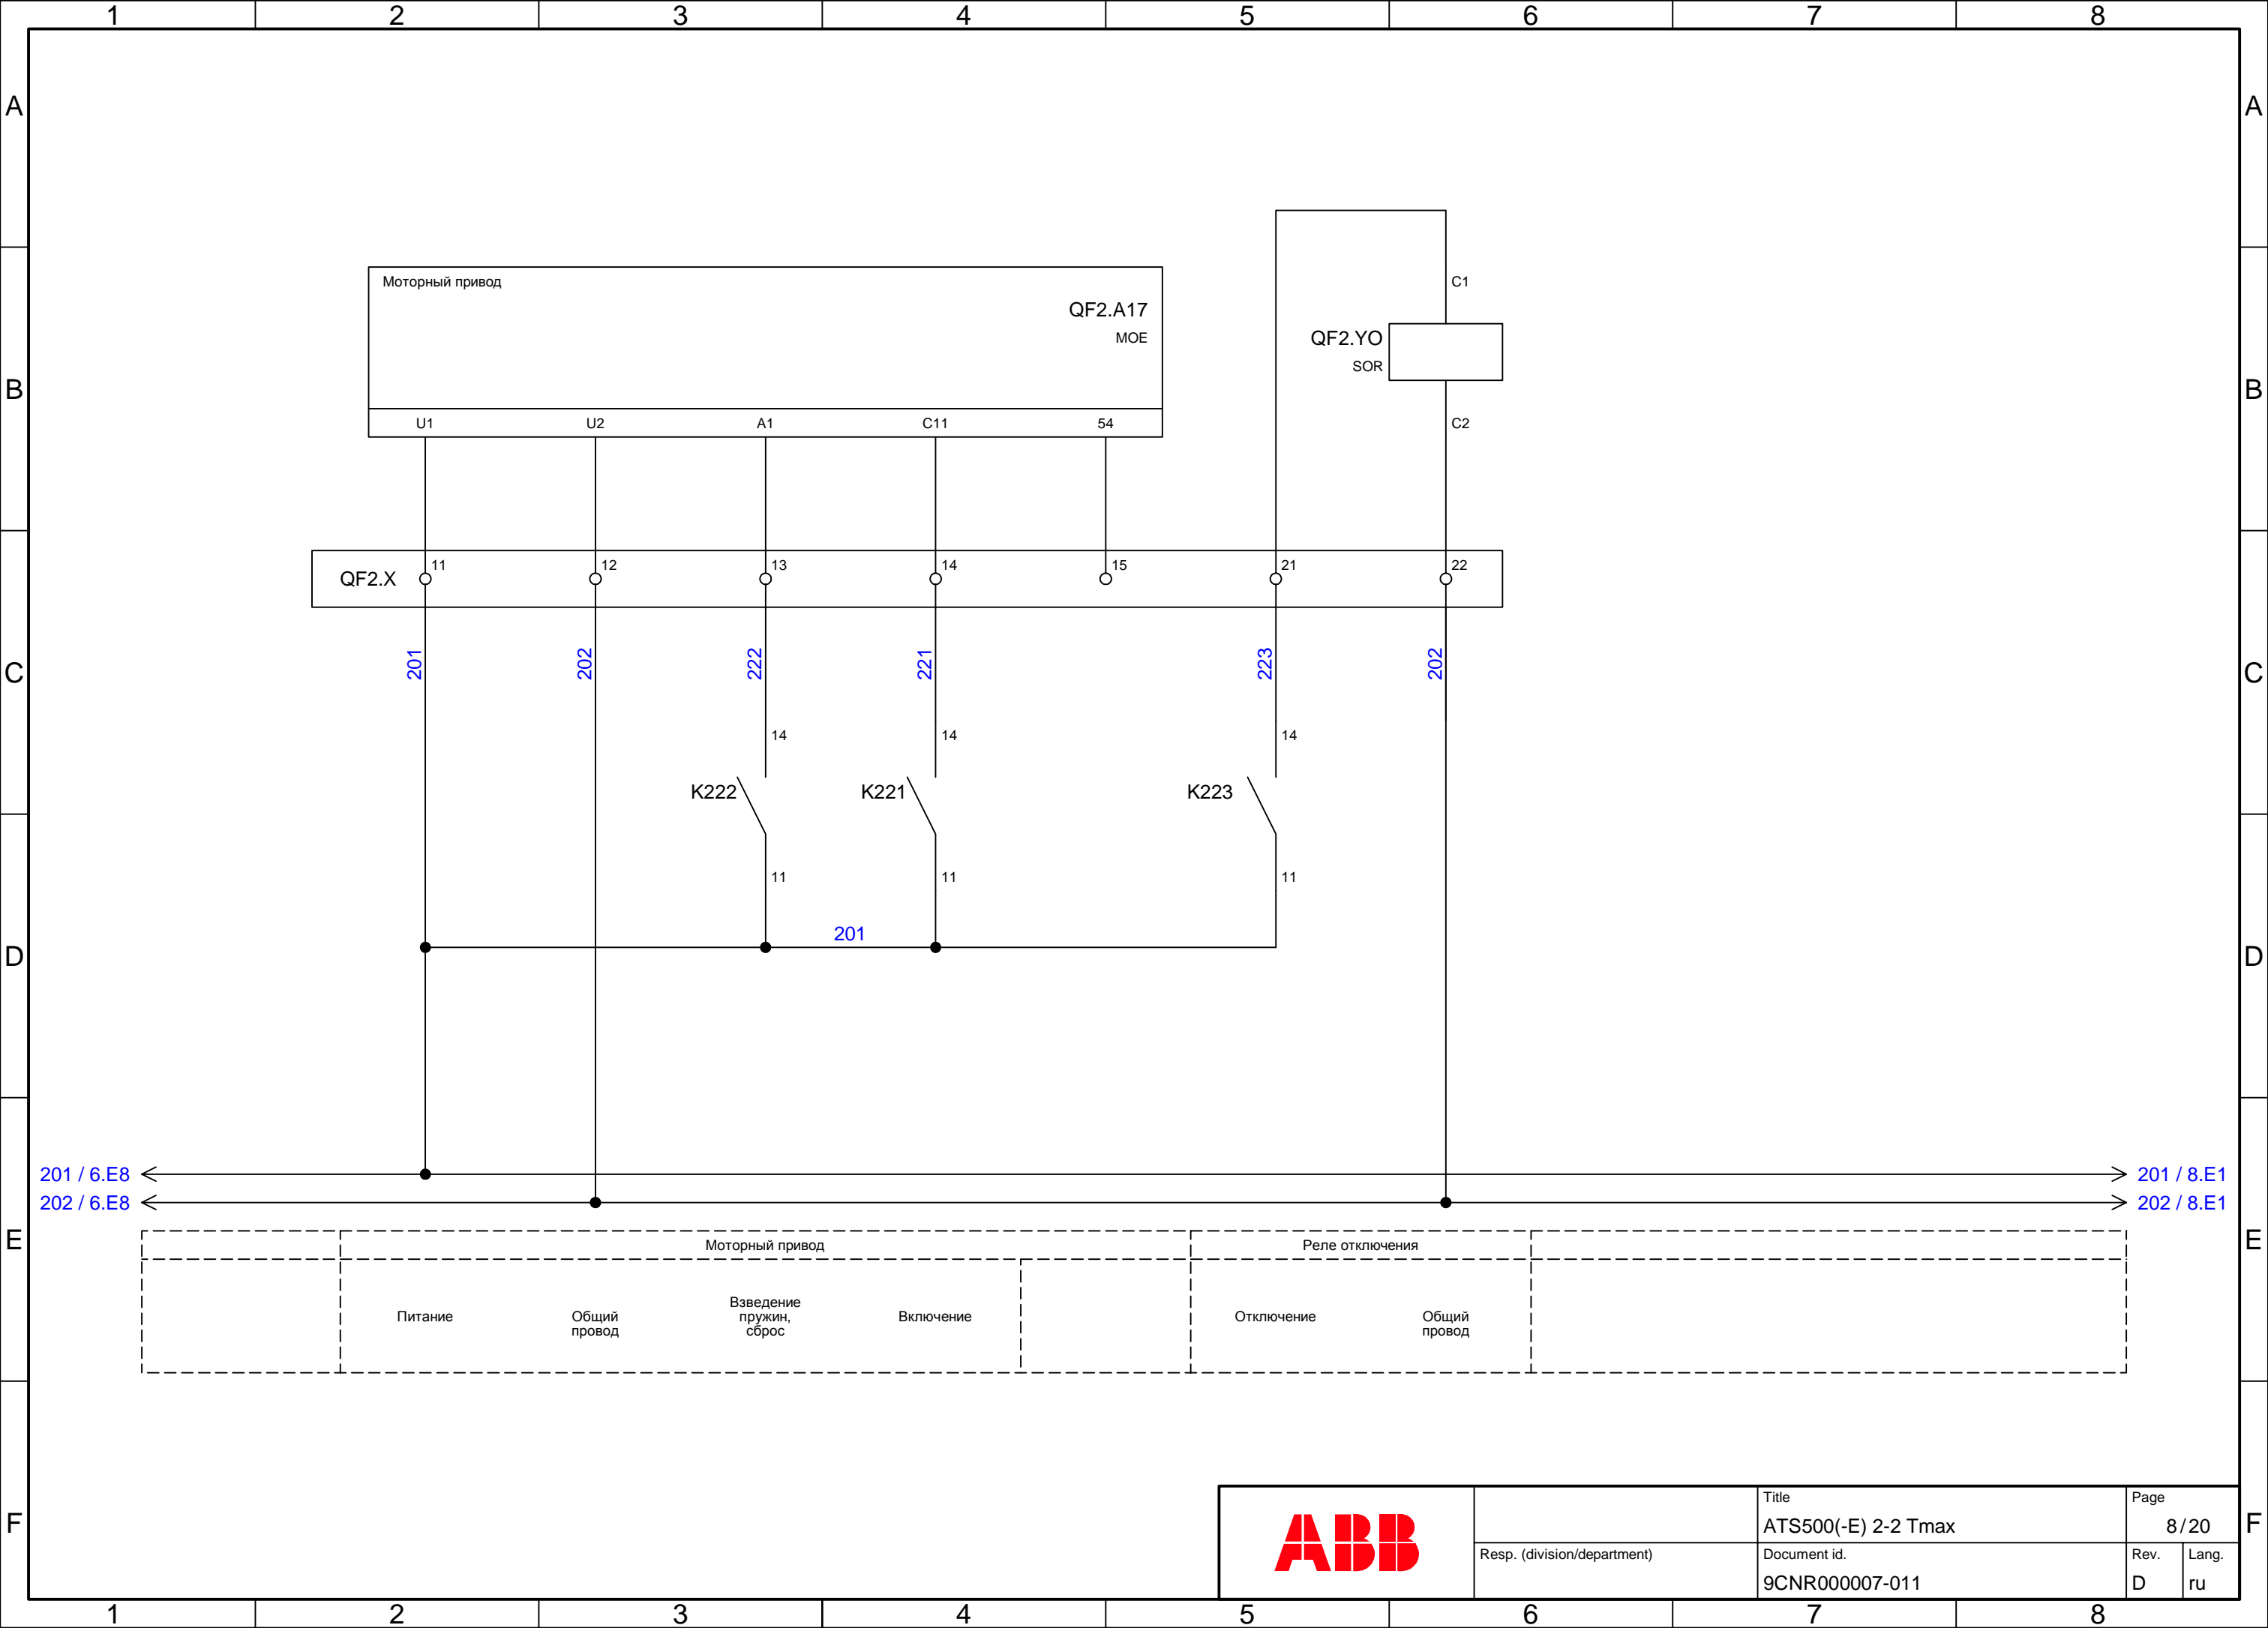 1 2 3 4 5 6 7 8
A A
Моторный привод
QF2.A17
MOE
C1
QF2.YO
SOR
B B
U1 U2 A1 C11 54
C2
QF2.X 11 12 13 14 15 21 22
201 202 222 221 223 202
C C
14 14 14
K222 K221 K223
11 11 11
201
D D
201 / 6.E8 201 / 8.E1
202 / 6.E8 202 / 8.E1
E E
Моторный привод Реле отключения
Питание
Общий
провод
Взведение
пружин,
сброс
Включение
Отключение
Общий
провод
F F
ABB
Title
ATS500(-E) 2-2 Tmax
Page
8/20
Resp. (division/department)
Document id.
9CNR000007-011
Rev.
D
Lang.
ru
1 2 3 4 5 6 7 8